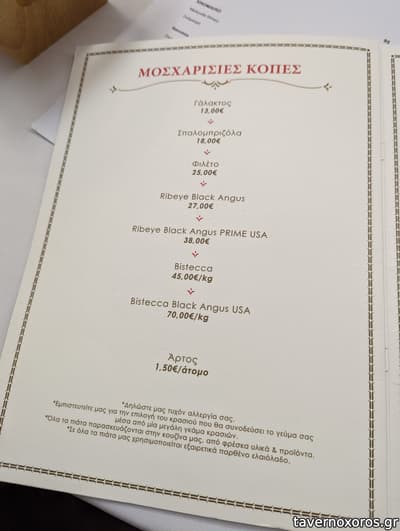 ΜΟΣΧΑΡΙΣΙΕΣ ΚΟΠΕΣ
Γάλακτος
13,00€
Σπαλομπριζόλα
18,00€
Φιλέτο
25,00€
Ribeye Black Angus
27,00€
Ribeye Black Angus PRIME USA
38,00€
Bistecca
45,00€/kg
Bistecca Black Angus USA
70,00€/kg
Άρτος
1,50€/άτομο
*Δηλώστε μας τυχόν αλλεργία σας.
*Εμπιστευτείτε μας για την επιλογή του κρασιού που θα συνοδεύσει το γεύμα σας
μέσα από μία μεγάλη γκάμα κρασιών.
*Όλα τα πιάτα παρασκευάζονται στην κουζίνα μας, από φρέσκα υλικά & προϊόντα.
*Σε όλα τα πιάτα μας χρησιμοποιείται εξαιρετικά παρθένο ελαιόλαδο.
tavernoxoros.gr